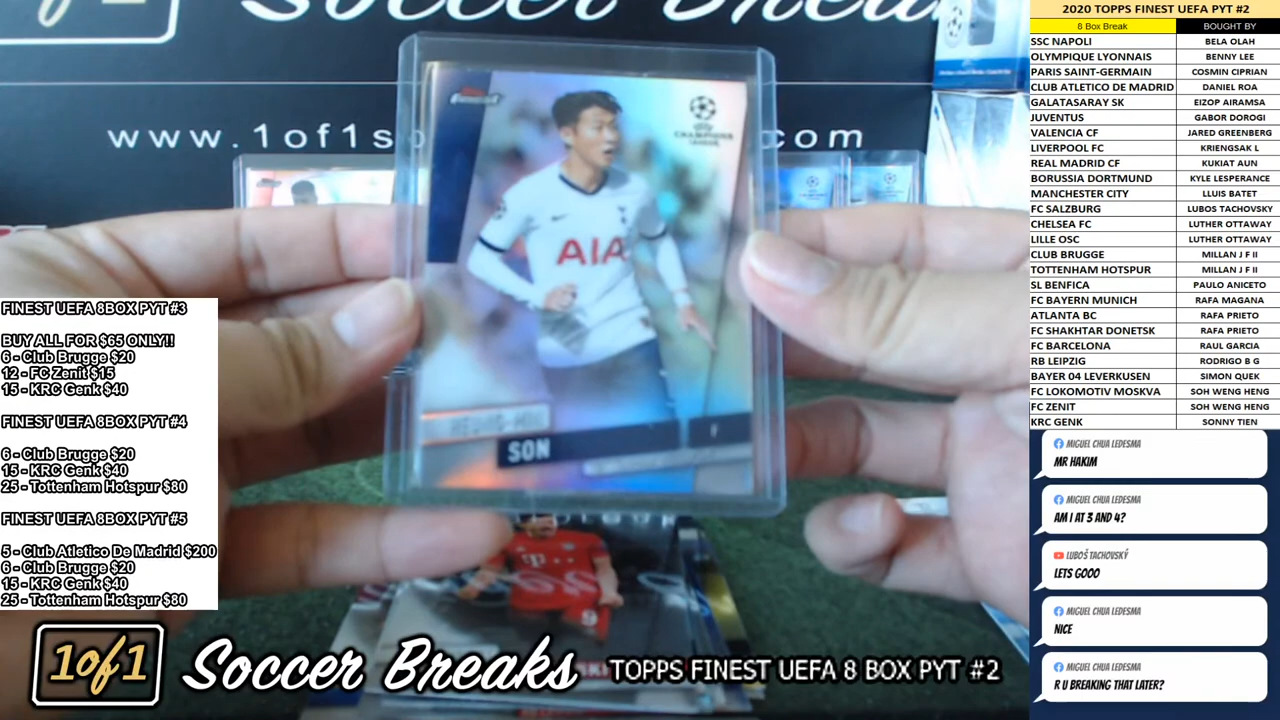 Soccer Breaks
www.1of1s
com
Finest
CHAMPIONS
LEAGUE
AIA
SON
2020 TOPPS FINEST UEFA PYT #2
8 Box Break BOUGHT BY
SSC NAPOLI BELA OLAH
OLYMPIQUE LYONNAIS BENNY LEE
PARIS SAINT-GERMAIN COSMIN CIPRIAN
CLUB ATLETICO DE MADRID DANIEL ROA
GALATASARAY SK EIZOP AIRAMSA
JUVENTUS GABOR DOROGI
VALENCIA CF JARED GREENBERG
LIVERPOOL FC KRIENGSAK L
REAL MADRID CF KUKIAT AUN
BORUSSIA DORTMUND KYLE LESPERANCE
MANCHESTER CITY LLUIS BATET
FC SALZBURG LUBOS TACHOVSKY
CHELSEA FC LUTHER OTTAWAY
LILLE OSC LUTHER OTTAWAY
CLUB BRUGGE MILLAN J F II
TOTTENHAM HOTSPUR MILLAN J F II
SL BENFICA PAULO ANICETO
FC BAYERN MUNICH RAFA MAGANA
ATLANTA BC RAFA PRIETO
FC SHAKHTAR DONETSK RAFA PRIETO
FC BARCELONA RAUL GARCIA
RB LEIPZIG RODRIGO B G
BAYER 04 LEVERKUSEN SIMON QUEK
FC LOKOMOTIV MOSKVA SOH WENG HENG
FC ZENIT SOH WENG HENG
KRC GENK SONNY TIEN
FINEST UEFA 8BOX PYT #3
BUY ALL FOR $65 ONLY!!
6 - Club Brugge $20
12 - FC Zenit $15
15 - KRC Genk $40
FINEST UEFA 8BOX PYT #4
6 - Club Brugge $20
15 - KRC Genk $40
25 - Tottenham Hotspur $80
FINEST UEFA 8BOX PYT #5
5 - Club Atletico De Madrid $200
6 - Club Brugge $20
15 - KRC Genk $40
25 - Tottenham Hotspur $80
MIGUEL CHUA LEDESMA
MR HAKIM
MIGUEL CHUA LEDESMA
AM I AT 3 AND 4?
LUBOŠ TACHOVSKÝ
LETS GOOO
MIGUEL CHUA LEDESMA
NICE
MIGUEL CHUA LEDESMA
R U BREAKING THAT LATER?
1of1 Soccer Breaks TOPPS FINEST UEFA 8 BOX PYT #2